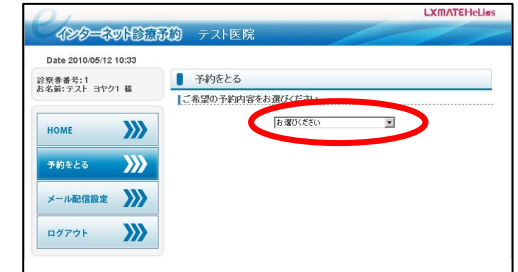 LXMATEHeLiøs
インターネット診療予約 テスト医院
Date 2010/05/12 10:33
診察券番号:1
お名前:テスト ヨヤク1 様
予約をとる
ご希望の予約内容をお選びください
お選びください
HOME
予約をとる
メール配信設定
ログアウト